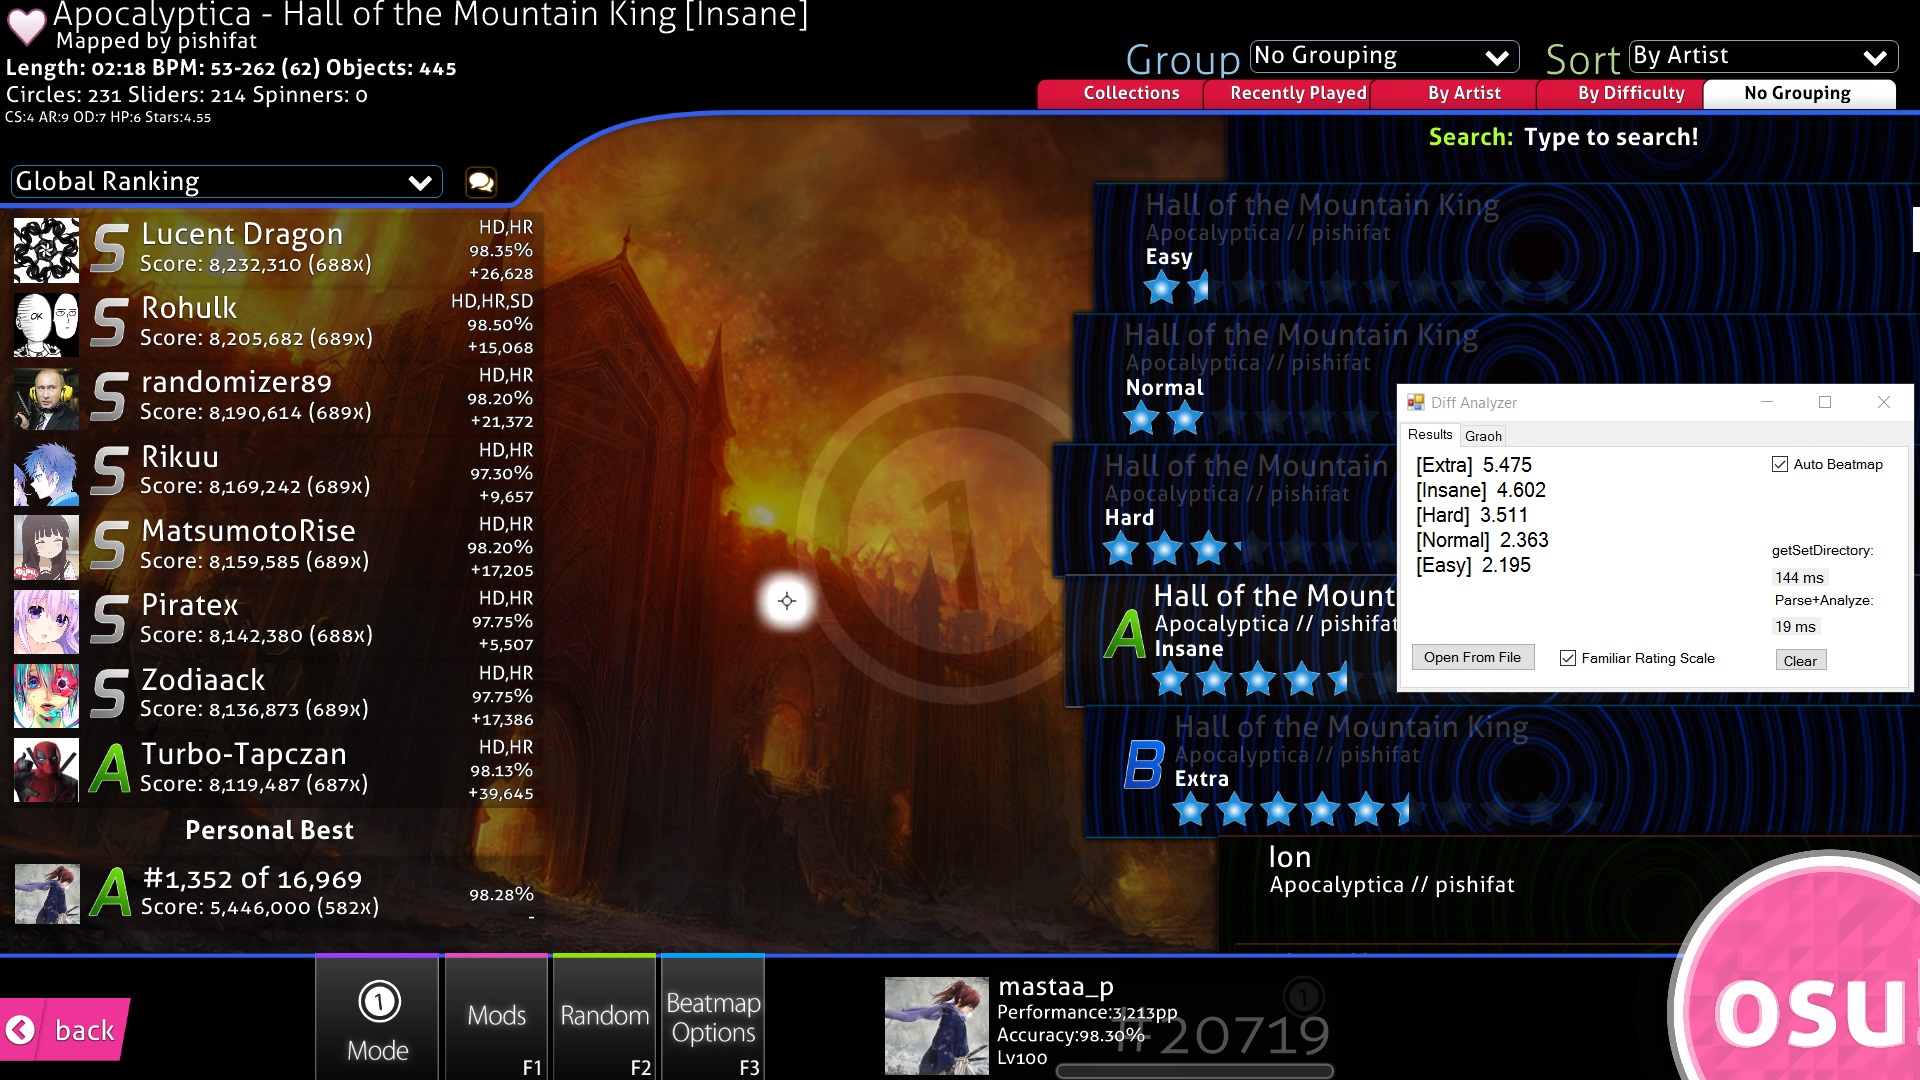 Apocalyptica - Hall of the Mountain King [Insane]
Mapped by pishifat
Length: 02:18 BPM: 53-262 (62) Objects: 445
Circles: 231 Sliders: 214 Spinners: 0
CS:4 AR:9 OD:7 HP:6 Stars:4.55
Group No Grouping Sort By Artist
Collections Recently Played By Artist By Difficulty No Grouping
Search: Type to search!
Global Ranking
S Lucent Dragon HD,HR
Score: 8,232,310 (688x) 98.35%
+26,628
S Rohulk HD,HR,SD
Score: 8,205,682 (689x) 98.50%
+15,068
S randomizer89 HD,HR
Score: 8,190,614 (689x) 98.20%
+21,372
S Rikuu HD,HR
Score: 8,169,242 (689x) 97.30%
+9,657
S MatsumotoRise HD,HR
Score: 8,159,585 (689x) 98.20%
+17,205
S Piratex HD,HR
Score: 8,142,380 (688x) 97.75%
+5,507
S Zodiaack HD,HR
Score: 8,136,873 (689x) 97.75%
+17,386
A Turbo-Tapczan HD,HR
Score: 8,119,487 (687x) 98.13%
+39,645
Personal Best
A #1,352 of 16,969
Score: 5,446,000 (582x) 98.28%
-
1
Hall of the Mountain King
Apocalyptica // pishifat
Easy
Hall of the Mountain King
Apocalyptica // pishifat
Normal
Hall of the Mountain
Apocalyptica // pishifat
Hard
A Hall of the Mount
Apocalyptica // pishifat
Insane
B Hall of the Mountain King
Apocalyptica // pishifat
Extra
Ion
Apocalyptica // pishifat
Diff Analyzer
Results Graoh
[Extra] 5.475
[Insane] 4.602
[Hard] 3.511
[Normal] 2.363
[Easy] 2.195
Auto Beatmap
getSetDirectory:
144 ms
Parse+Analyze:
19 ms
Open From File Familiar Rating Scale Clear
back
1 Mode
Mods F1
Random F2
Beatmap Options F3
mastaa_p
Performance:3,213pp
Accuracy:98.30%
Lv100
#20719
1
osu